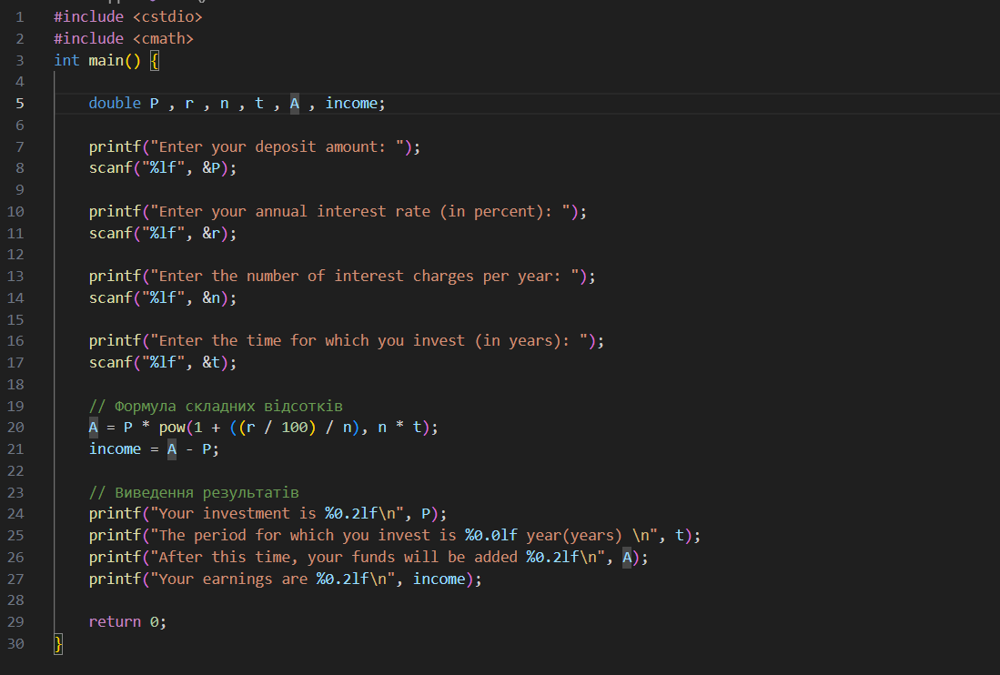 1 #include <cstdio>
2 #include <cmath>
3 int main() {
4
5 double P , r , n , t , A , income;
6
7 printf("Enter your deposit amount: ");
8 scanf("%lf", &P);
9
10 printf("Enter your annual interest rate (in percent): ");
11 scanf("%lf", &r);
12
13 printf("Enter the number of interest charges per year: ");
14 scanf("%lf", &n);
15
16 printf("Enter the time for which you invest (in years): ");
17 scanf("%lf", &t);
18
19 // Формула складних відсотків
20 A = P * pow(1 + ((r / 100) / n), n * t);
21 income = A - P;
22
23 // Виведення результатів
24 printf("Your investment is %0.2lf\n", P);
25 printf("The period for which you invest is %0.0lf year(years) \n", t);
26 printf("After this time, your funds will be added %0.2lf\n", A);
27 printf("Your earnings are %0.2lf\n", income);
28
29 return 0;
30 }